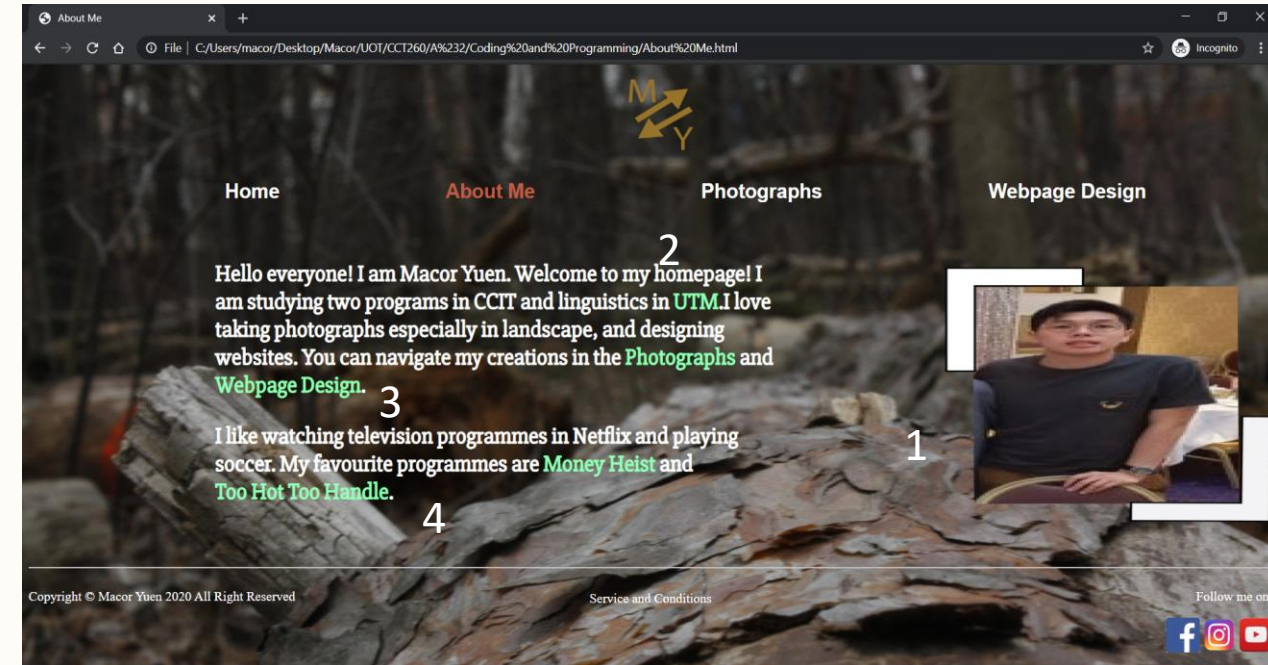 About Me
File | C:/Users/macor/Desktop/Macor/UOT/CCT260/A%232/Coding%20and%20Programming/About%20Me.html
Incognito
M
Y
Home About Me Photographs Webpage Design
2
Hello everyone! I am Macor Yuen. Welcome to my homepage! I
am studying two programs in CCIT and linguistics in UTM.I love
taking photographs especially in landscape, and designing
websites. You can navigate my creations in the Photographs and
Webpage Design.
3
I like watching television programmes in Netflix and playing
soccer. My favourite programmes are Money Heist and
Too Hot Too Handle.
1
4
Copyright © Macor Yuen 2020 All Right Reserved Service and Conditions Follow me on